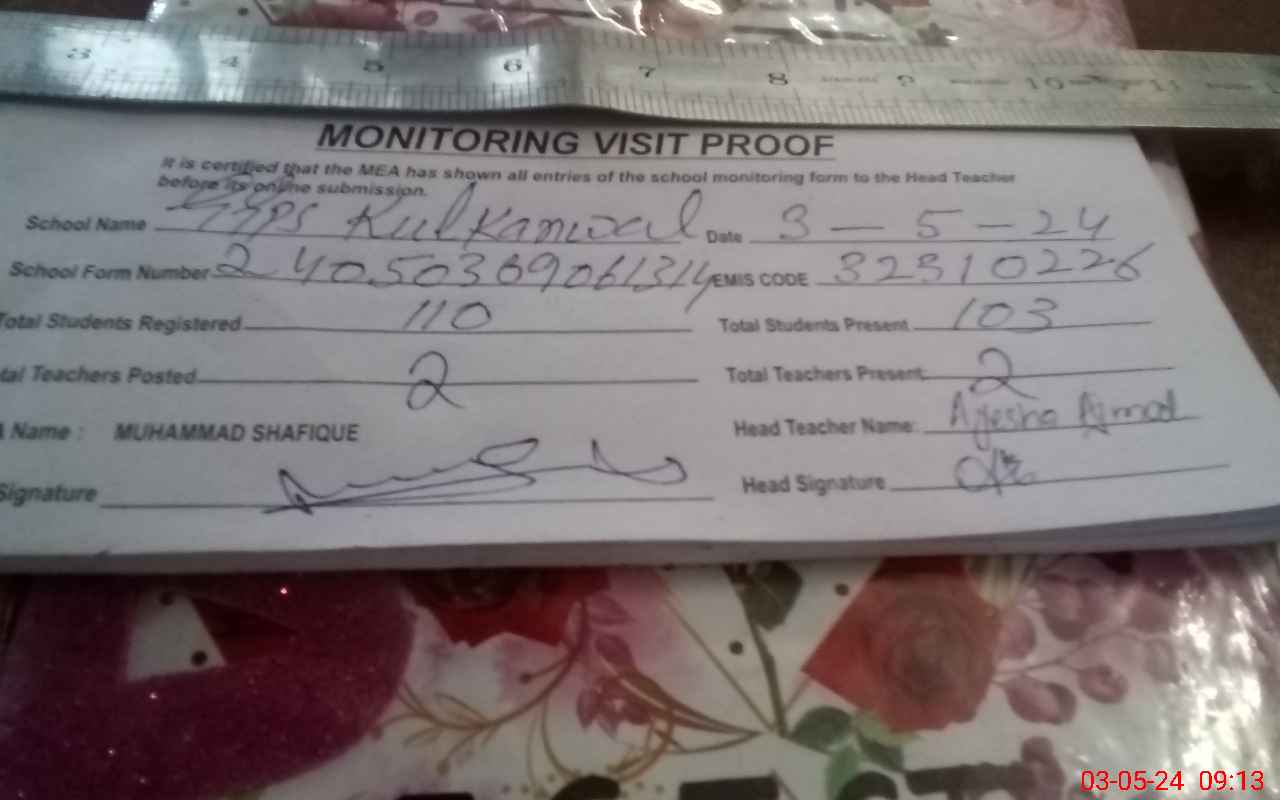 3 4 5 6 7 8 9 10 11
MONITORING VISIT PROOF
It is certified that the MEA has shown all entries of the school monitoring form to the Head Teacher
before its online submission.
School Name GGPS Kulkanwal Date 3 - 5 - 24
School Form Number 24050309061314 EMIS CODE 32310226
Total Students Registered 110 Total Students Present 103
tal Teachers Posted 2 Total Teachers Present 2
Name : MUHAMMAD SHAFIQUE Head Teacher Name: Ayesha Ajmad
Signature Head Signature
03-05-24 09:13